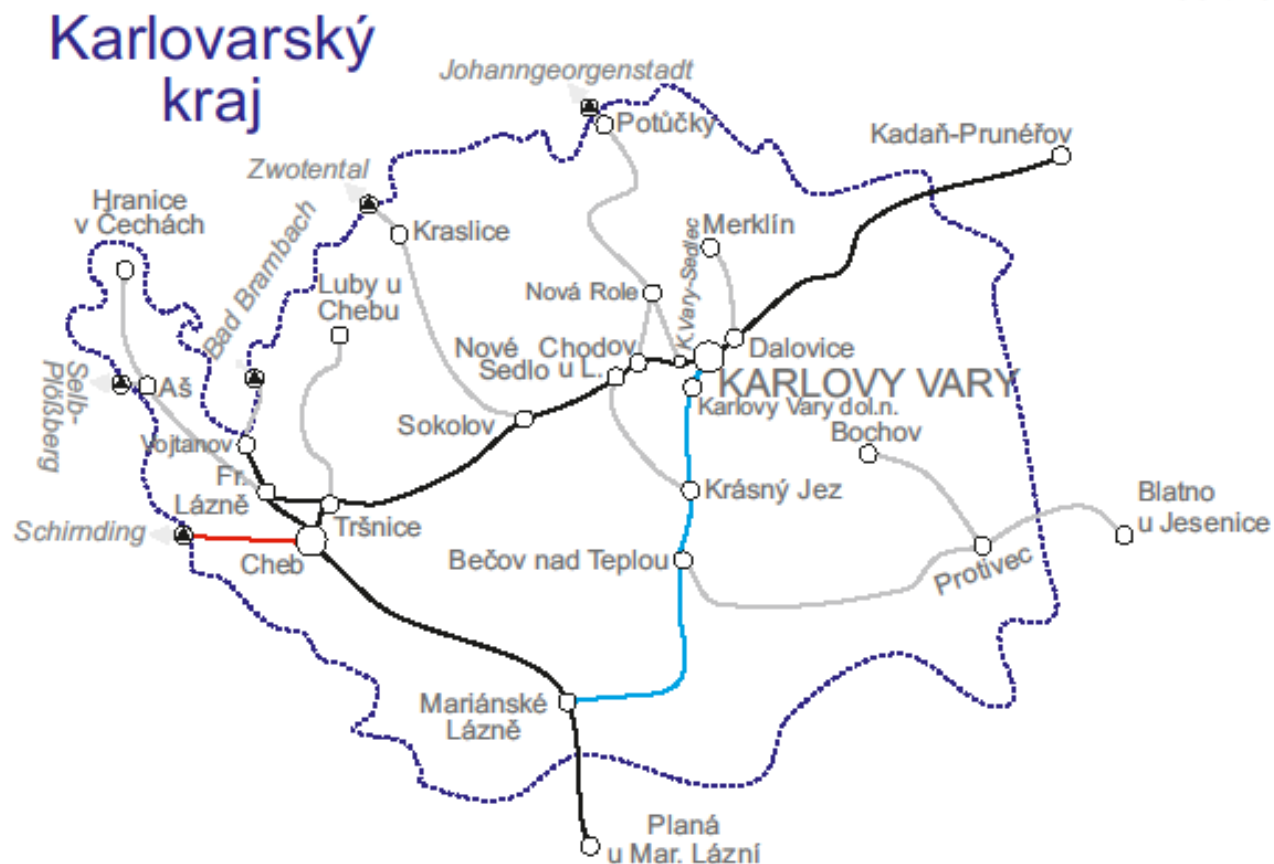 Karlovarský
kraj
Johanngeorgenstadt
Potůčky
Kadaň-Prunéřov
Zwotental
Hranice
v Čechách
Kraslice
Merklín
K.Vary-Sedlec
Bad Brambach
Luby u
Chebu
Nová Role
Nové
Sedlo u L.
Chodov
Dalovice
KARLOVY VARY
Karlovy Vary dol.n.
Selb-
Plößberg
Aš
Sokolov
Bochov
Vojtanov
Fr.
Lázně
Krásný Jez
Blatno
u Jesenice
Schirnding
Tršnice
Cheb
Bečov nad Teplou
Protivec
Mariánské
Lázně
Planá
u Mar. Lázní